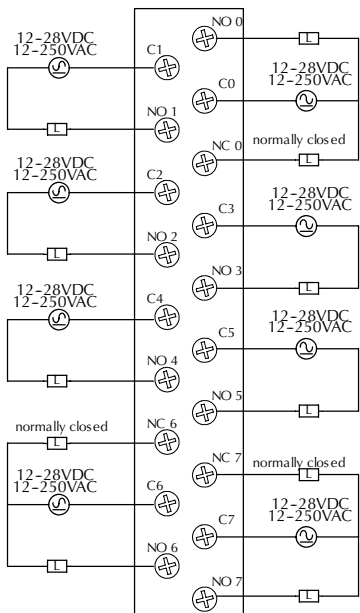 NO 0
L
12-28VDC
12-250VAC
C1
12-28VDC
12-250VAC
C0
NO 1
L
normally closed
NC 0
L
12-28VDC
12-250VAC
C2
12-28VDC
12-250VAC
C3
NO 2
L
NO 3
L
12-28VDC
12-250VAC
C4
12-28VDC
12-250VAC
C5
NO 4
L
NO 5
L
normally closed
NC 6
L
NC 7
normally closed
L
12-28VDC
12-250VAC
C6
12-28VDC
12-250VAC
C7
NO 6
L
NO 7
L